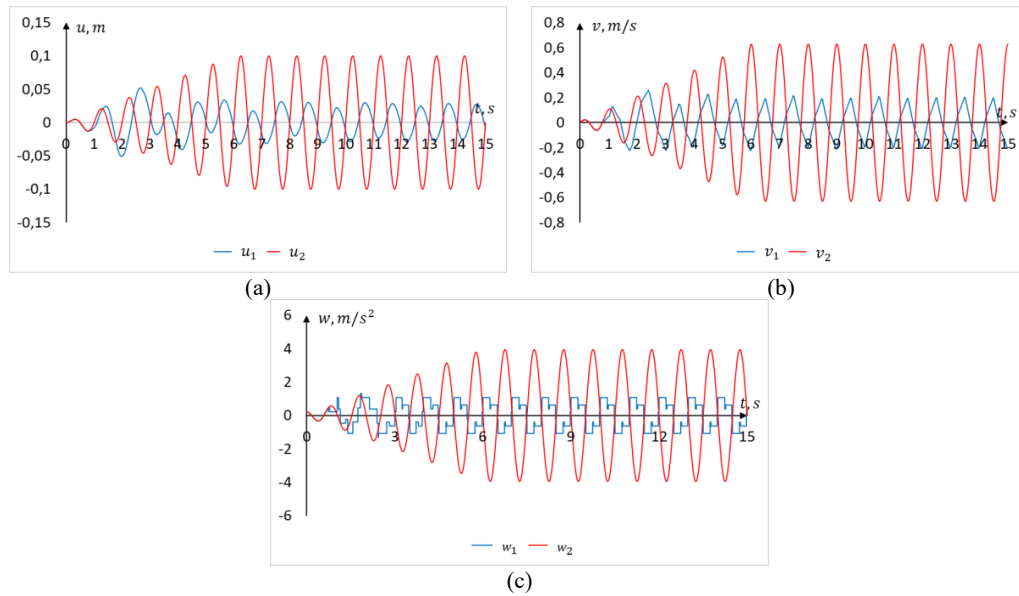 u, m
0,15
0,1
0,05
0
-0,05
-0,1
-0,15
0 1 2 3 4 5 6 7 8 9 10 11 12 13 14 15
t, s
u₁ u₂
(a)
v, m/s
0,8
0,6
0,4
0,2
0
-0,2
-0,4
-0,6
-0,8
0 1 2 3 4 5 6 7 8 9 10 11 12 13 14 15
t, s
v₁ v₂
(b)
w, m/s²
6
4
2
0
-2
-4
-6
0 3 6 9 12 15
t, s
w₁ w₂
(c)